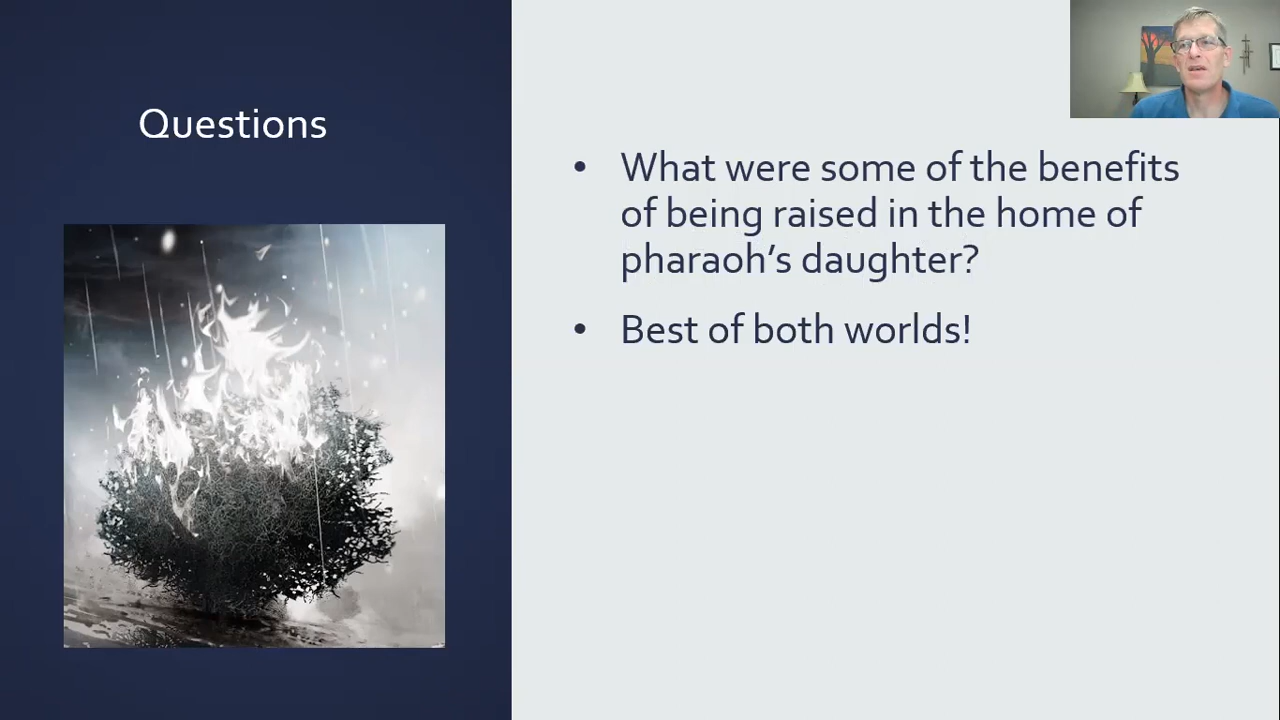 Questions
• What were some of the benefits
of being raised in the home of
pharaoh’s daughter?
• Best of both worlds!